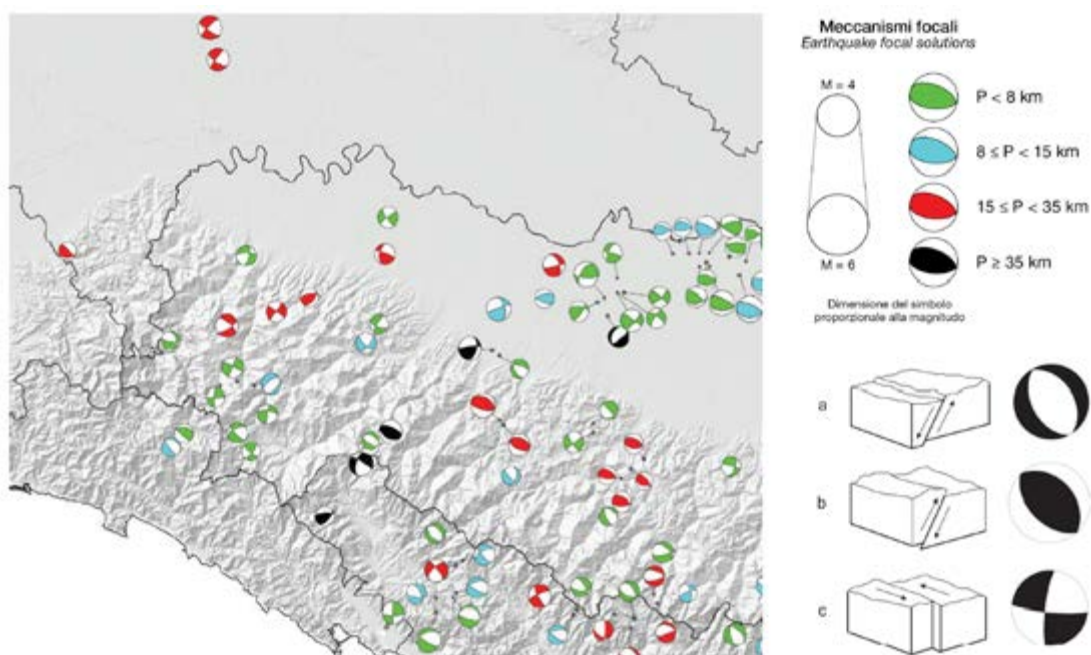 Meccanismi focali
Earthquake focal solutions
M = 4
P < 8 km
8 ≤ P < 15 km
15 ≤ P < 35 km
M = 6
P ≥ 35 km
Dimensione del simbolo
proporzionale alla magnitudo
a
b
c